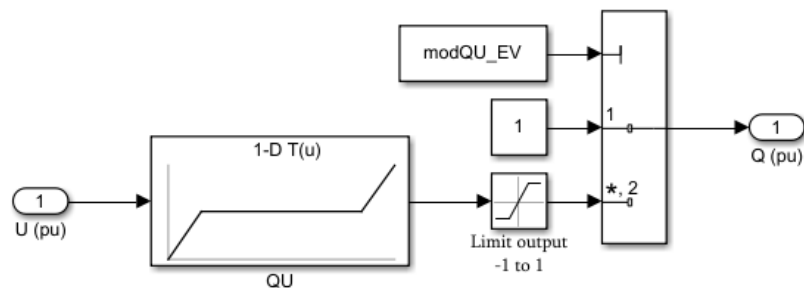 modQU_EV
1
1
1-D T(u)
1
*, 2
1
Q (pu)
U (pu)
Limit output
-1 to 1
QU